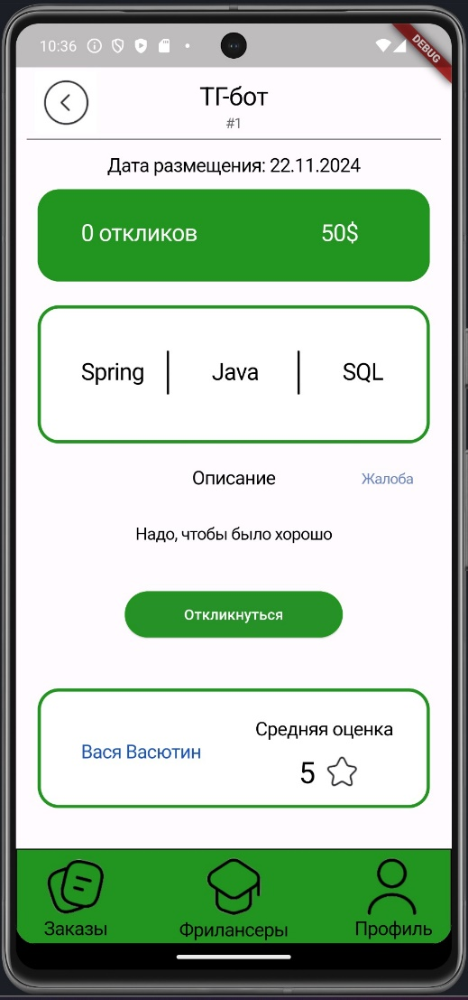 10:36
DEBUG
ТГ-бот
#1
Дата размещения: 22.11.2024
0 откликов 50$
Spring Java SQL
Описание Жалоба
Надо, чтобы было хорошо
Откликнуться
Средняя оценка
Вася Васютин
5
Заказы Фрилансеры Профиль